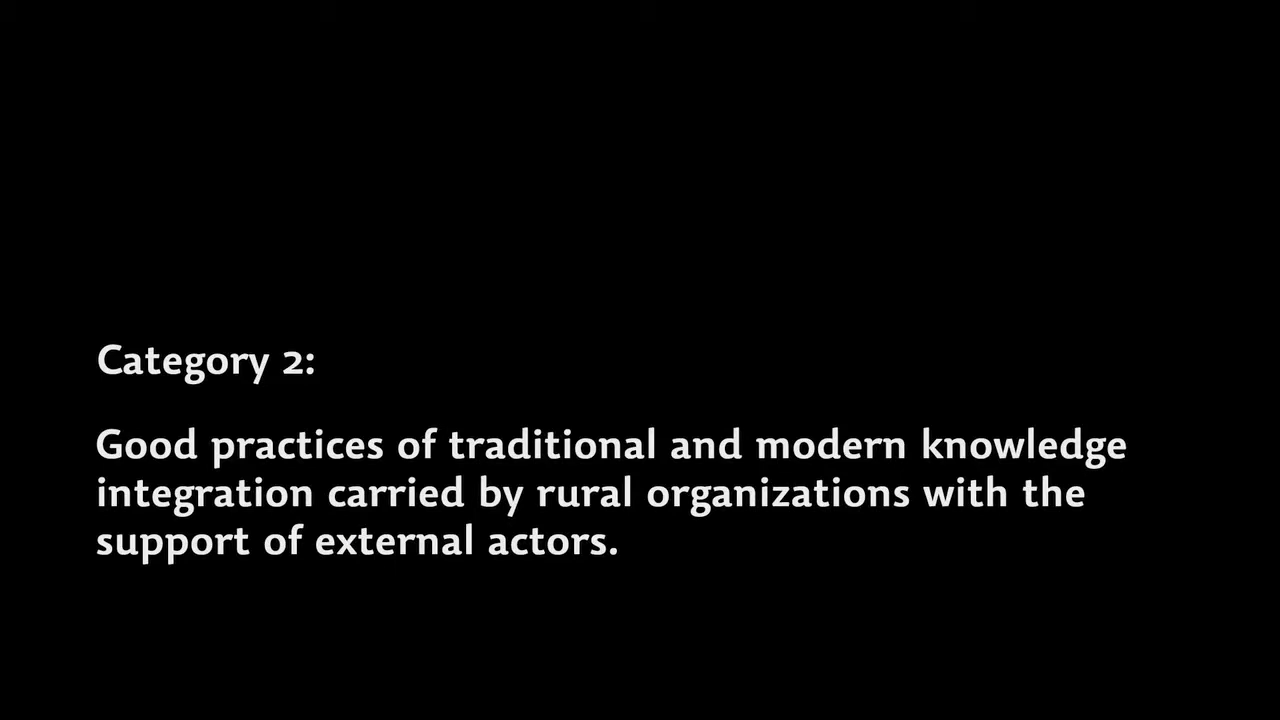 Category 2:
Good practices of traditional and modern knowledge
integration carried by rural organizations with the
support of external actors.